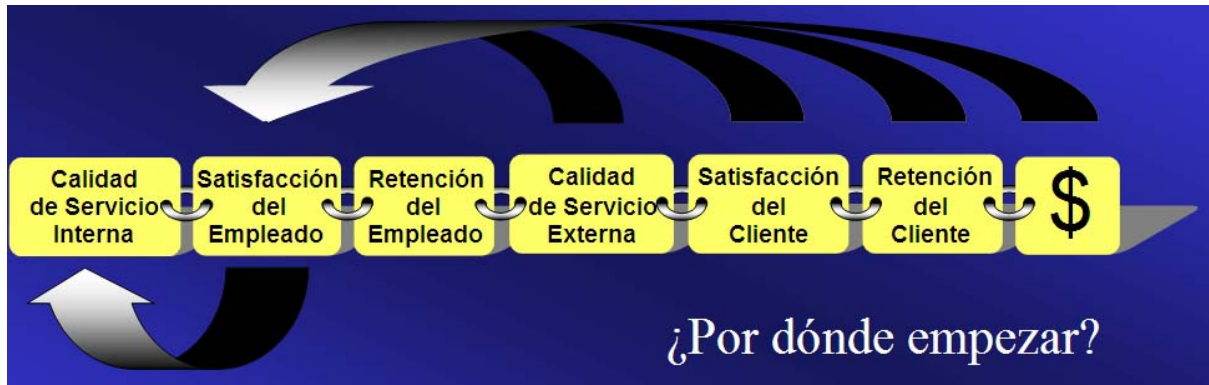 Calidad
de Servicio
Interna
Satisfacción
del
Empleado
Retención
del
Empleado
Calidad
de Servicio
Externa
Satisfacción
del
Cliente
Retención
del
Cliente
$
¿Por dónde empezar?